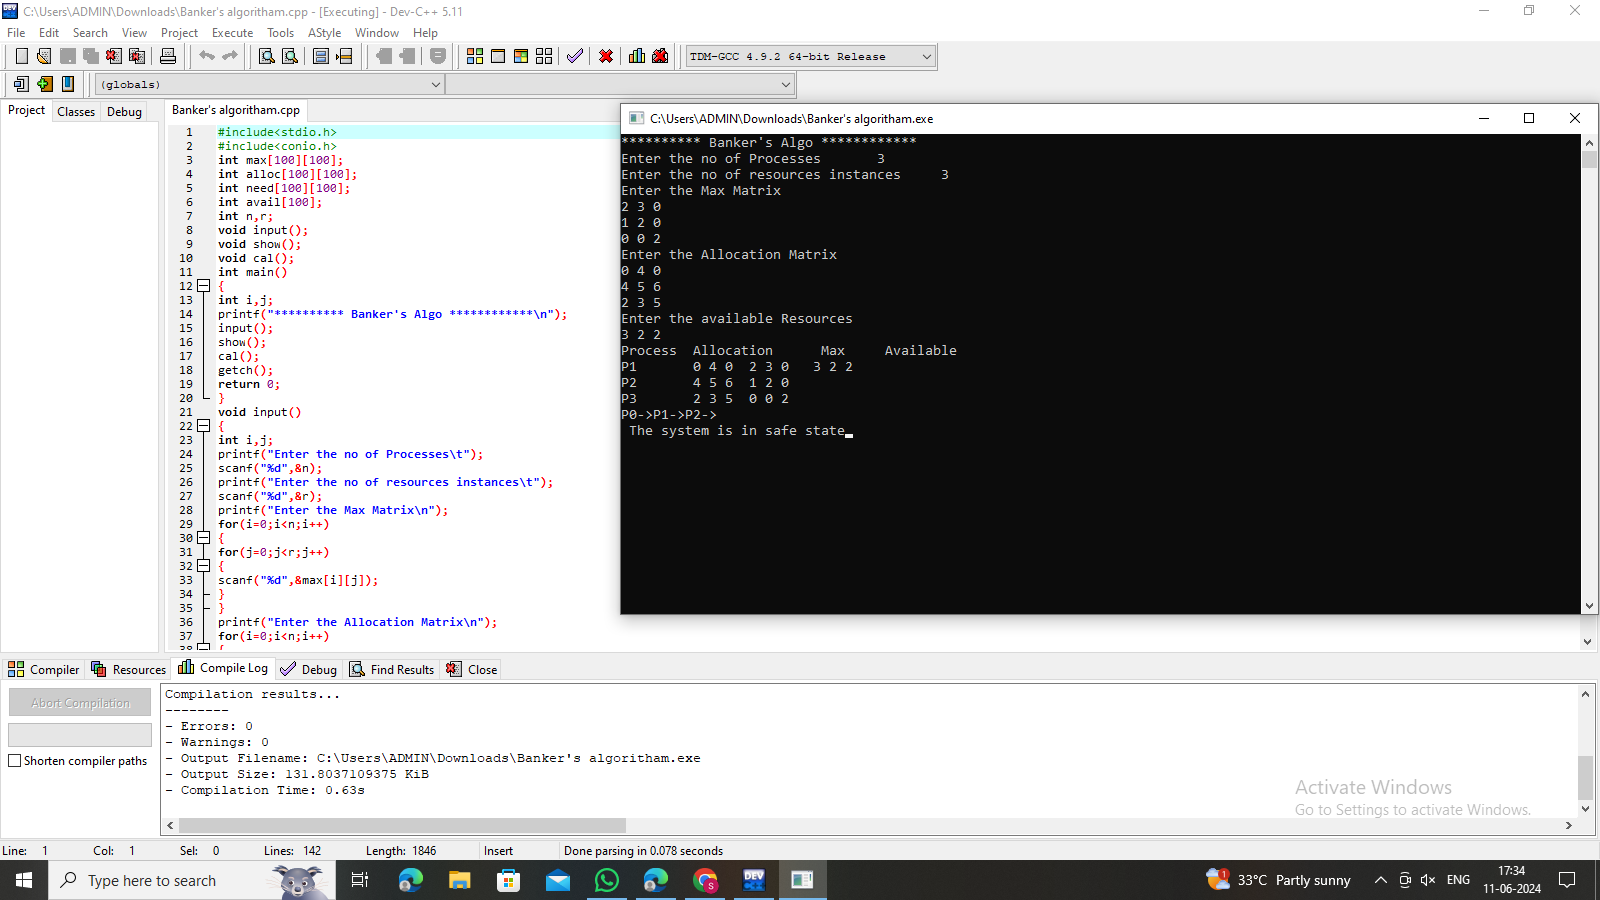 C:\Users\ADMIN\Downloads\Banker's algoritham.cpp - [Executing] - Dev-C++ 5.11
File Edit Search View Project Execute Tools AStyle Window Help
TDM-GCC 4.9.2 64-bit Release
(globals)
Project Classes Debug
Banker's algoritham.cpp
1 #include<stdio.h>
2 #include<conio.h>
3 int max[100][100];
4 int alloc[100][100];
5 int need[100][100];
6 int avail[100];
7 int n,r;
8 void input();
9 void show();
10 void cal();
11 int main()
12 {
13 int i,j;
14 printf("********** Banker's Algo ************\n");
15 input();
16 show();
17 cal();
18 getch();
19 return 0;
20 }
21 void input()
22 {
23 int i,j;
24 printf("Enter the no of Processes\t");
25 scanf("%d",&n);
26 printf("Enter the no of resources instances\t");
27 scanf("%d",&r);
28 printf("Enter the Max Matrix\n");
29 for(i=0;i<n;i++)
30 {
31 for(j=0;j<r;j++)
32 {
33 scanf("%d",&max[i][j]);
34 }
35 }
36 printf("Enter the Allocation Matrix\n");
37 for(i=0;i<n;i++)
38 {
C:\Users\ADMIN\Downloads\Banker's algoritham.exe
********** Banker's Algo ************
Enter the no of Processes 3
Enter the no of resources instances 3
Enter the Max Matrix
2 3 0
1 2 0
0 0 2
Enter the Allocation Matrix
0 4 0
4 5 6
2 3 5
Enter the available Resources
3 2 2
Process Allocation Max Available
P1 0 4 0 2 3 0 3 2 2
P2 4 5 6 1 2 0
P3 2 3 5 0 0 2
P0->P1->P2->
The system is in safe state
Compiler Resources Compile Log Debug Find Results Close
Abort Compilation
Shorten compiler paths
Compilation results...
--------
- Errors: 0
- Warnings: 0
- Output Filename: C:\Users\ADMIN\Downloads\Banker's algoritham.exe
- Output Size: 131.8037109375 KiB
- Compilation Time: 0.63s
Activate Windows
Go to Settings to activate Windows.
Line: 1 Col: 1 Sel: 0 Lines: 142 Length: 1846 Insert Done parsing in 0.078 seconds
Type here to search
S
DEV
1
33°C Partly sunny
ENG
17:34
11-06-2024